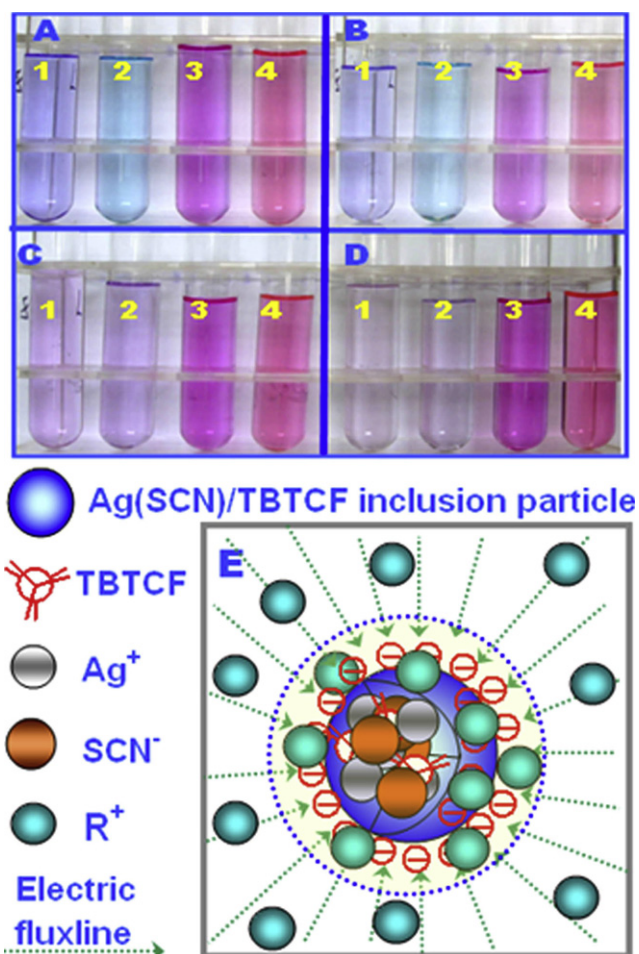 A
1 2 3 4
B
1 2 3 4
C
1 2 3 4
D
1 2 3 4
Ag(SCN)/TBTCF inclusion particle
TBTCF
Ag⁺
SCN⁻
R⁺
Electric
fluxline
E